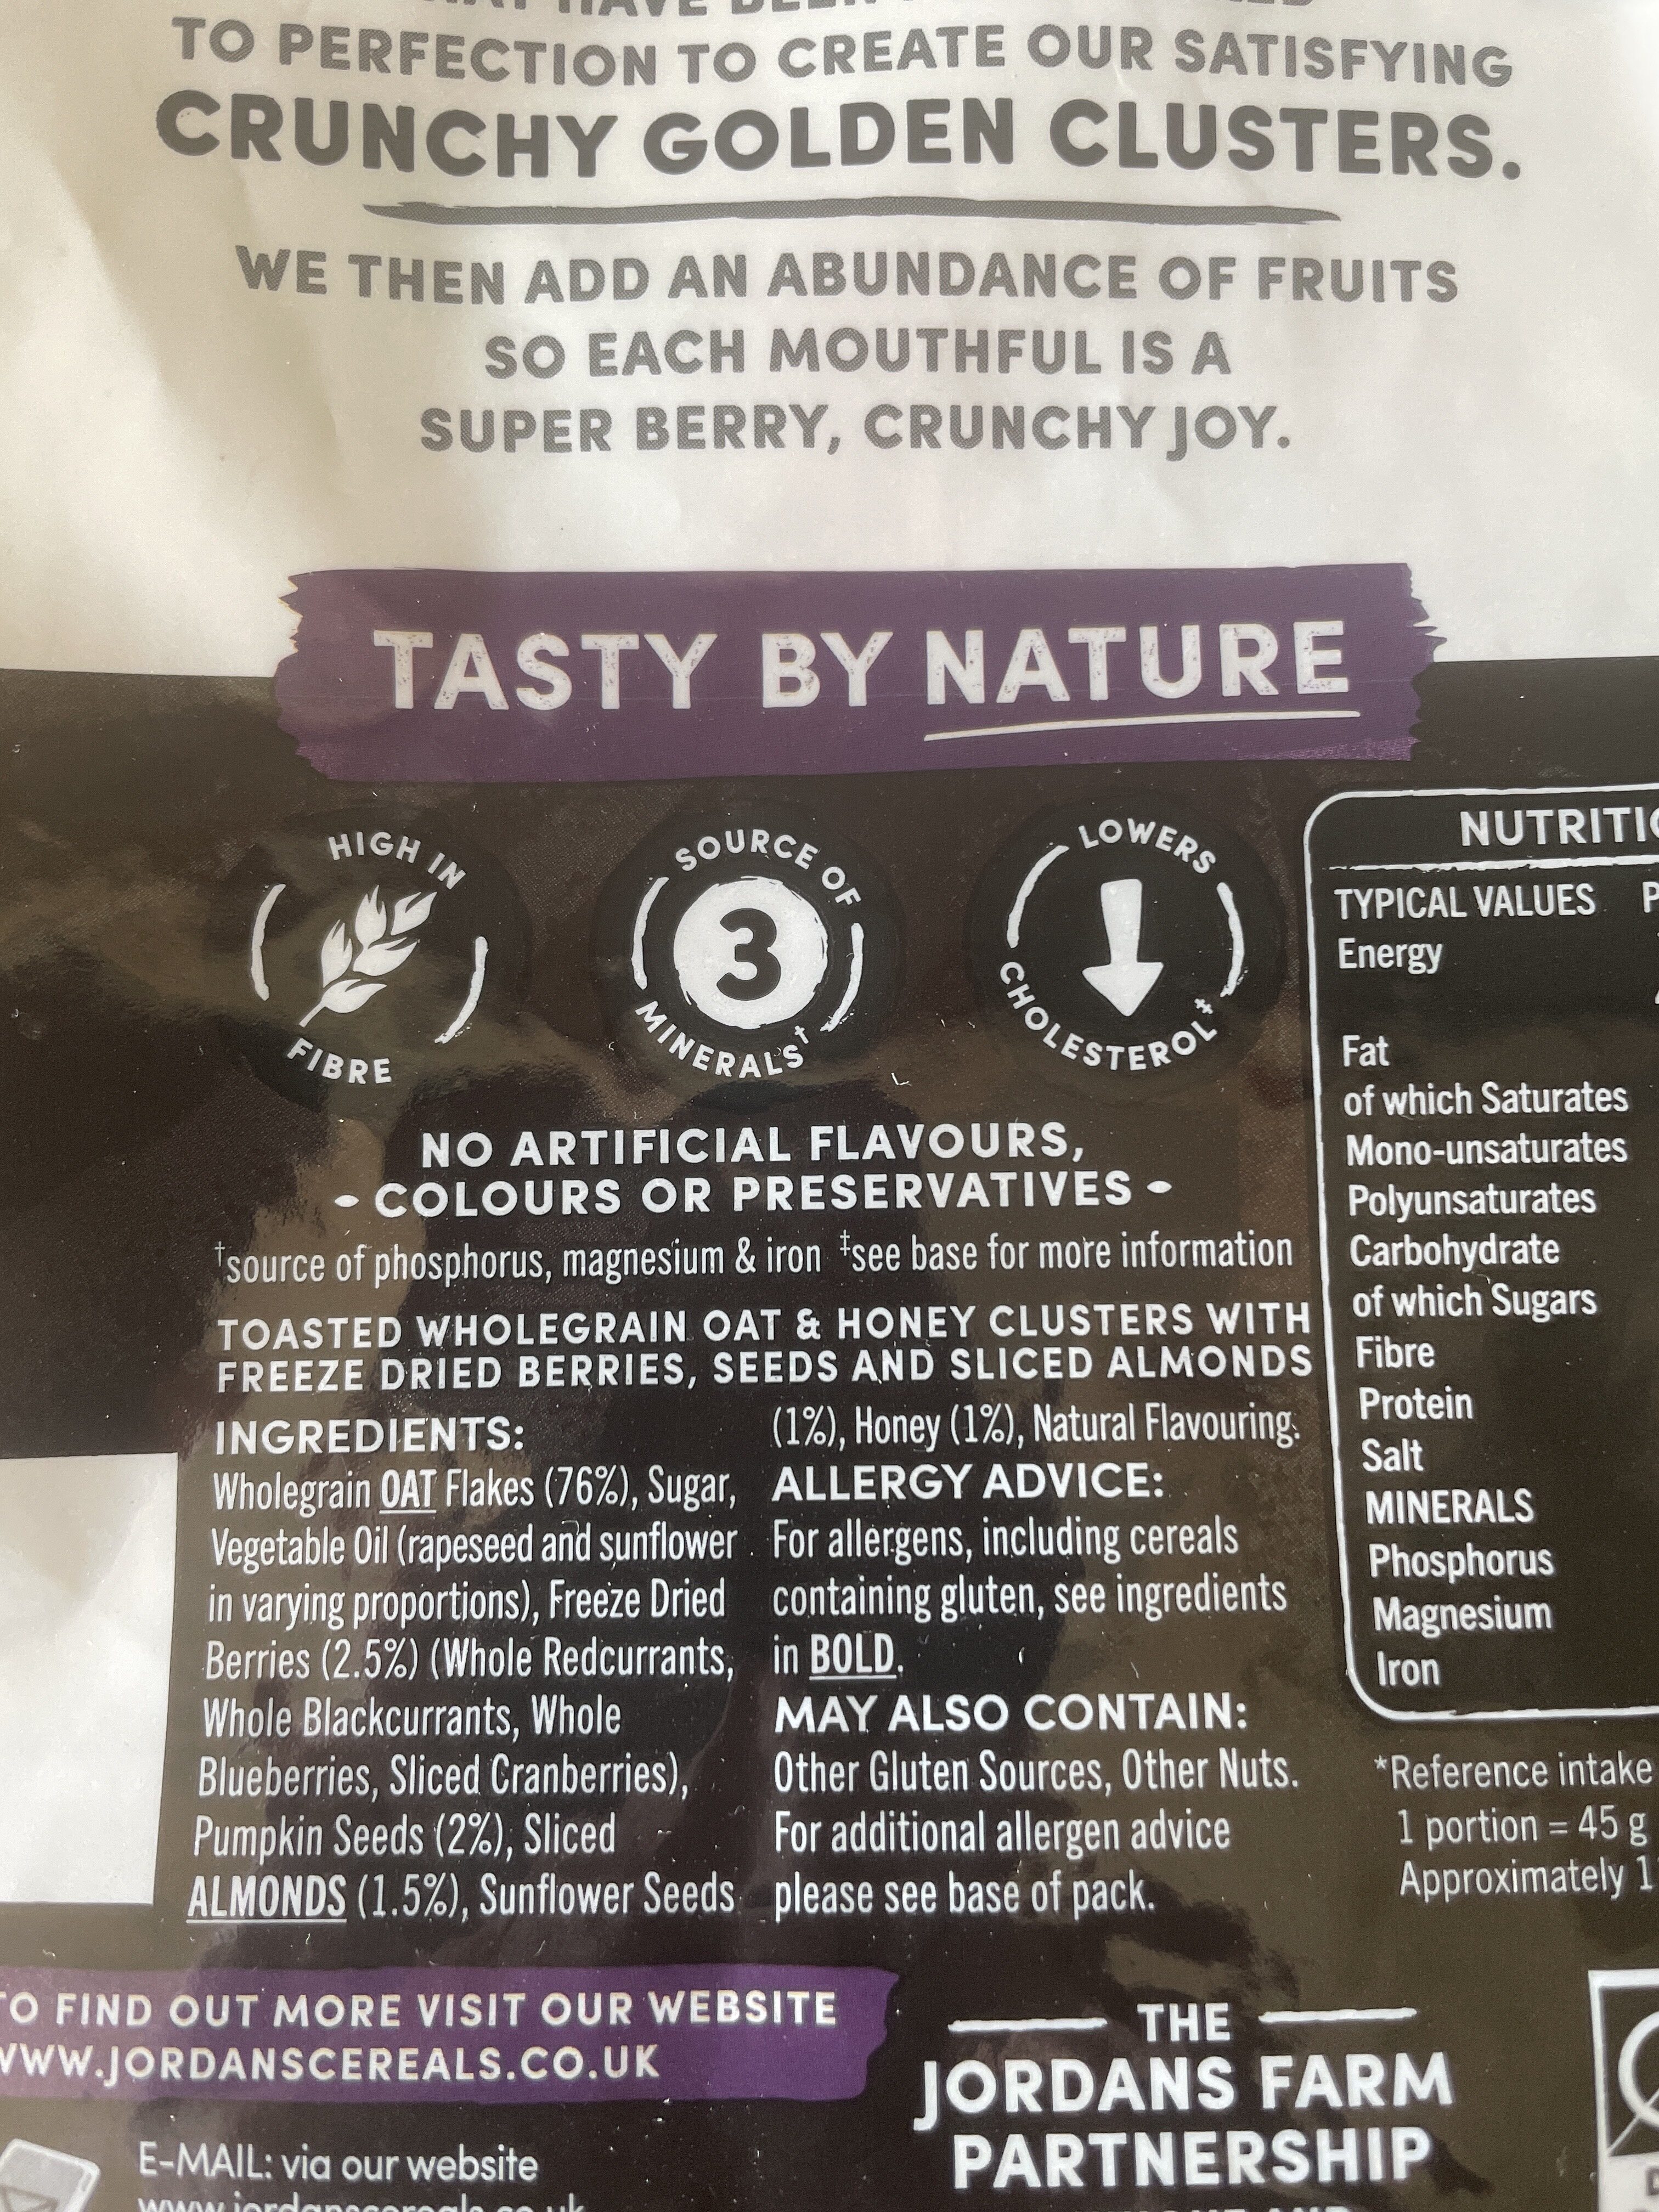 TO PERFECTION TO CREATE OUR SATISFYING
CRUNCHY GOLDEN CLUSTERS.
WE THEN ADD AN ABUNDANCE OF FRUITS
SO EACH MOUTHFUL IS A
SUPER BERRY, CRUNCHY JOY.
TASTY BY NATURE
HIGH IN
FIBRE
SOURCE OF
3
MINERALS†
LOWERS
CHOLESTEROL‡
NO ARTIFICIAL FLAVOURS,
- COLOURS OR PRESERVATIVES -
†source of phosphorus, magnesium & iron ‡see base for more information
TOASTED WHOLEGRAIN OAT & HONEY CLUSTERS WITH
FREEZE DRIED BERRIES, SEEDS AND SLICED ALMONDS
INGREDIENTS:
Wholegrain OAT Flakes (76%), Sugar,
Vegetable Oil (rapeseed and sunflower
in varying proportions), Freeze Dried
Berries (2.5%) (Whole Redcurrants,
Whole Blackcurrants, Whole
Blueberries, Sliced Cranberries),
Pumpkin Seeds (2%), Sliced
ALMONDS (1.5%), Sunflower Seeds
(1%), Honey (1%), Natural Flavouring.
ALLERGY ADVICE:
For allergens, including cereals
containing gluten, see ingredients
in BOLD.
MAY ALSO CONTAIN:
Other Gluten Sources, Other Nuts.
For additional allergen advice
please see base of pack.
TYPICAL VALUES
Energy
Fat
of which Saturates
Mono-unsaturates
Polyunsaturates
Carbohydrate
of which Sugars
Fibre
Protein
Salt
MINERALS
Phosphorus
Magnesium
Iron
*Reference intake
1 portion = 45 g
Approximately 1
TO FIND OUT MORE VISIT OUR WEBSITE
WWW.JORDANSCEREALS.CO.UK
E-MAIL: via our website
THE
JORDANS FARM
PARTNERSHIP